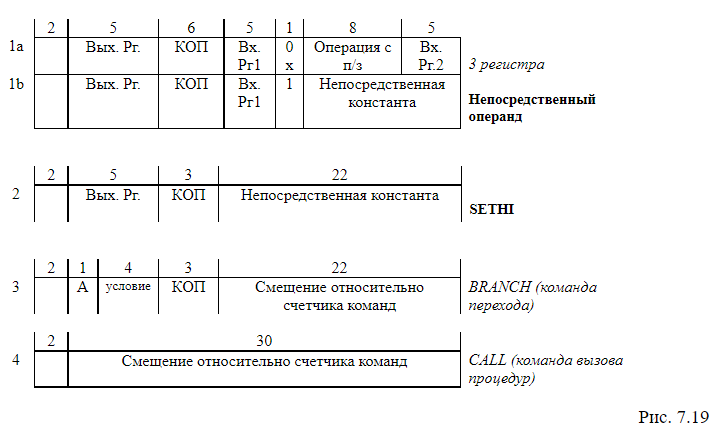 2 5 6 5 1 8 5
1a Вых. Рг. КОП Вх. Рг1 0 х Операция с п/з Вх. Рг.2 3 регистра
1b Вых. Рг. КОП Вх. Рг1 1 Непосредственная константа Непосредственный операнд
2 5 3 22
2 Вых. Рг. КОП Непосредственная константа SETHI
2 1 4 3 22
3 А условие КОП Смещение относительно счетчика команд BRANCH (команда перехода)
2 30
4 Смещение относительно счетчика команд CALL (команда вызова процедур)
Рис. 7.19